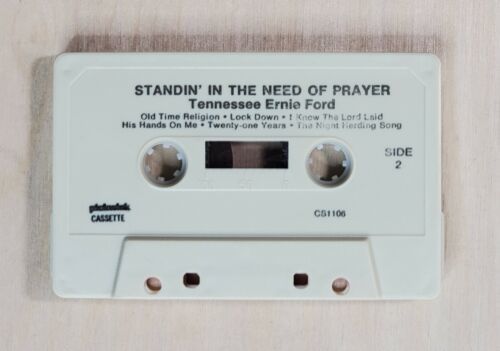 STANDIN' IN THE NEED OF PRAYER
Tennessee Ernie Ford
Old Time Religion • Lock Down • I Know The Lord Laid
His Hands On Me • Twenty-one Years • The Night Herding Song
SIDE
2
CASSETTE
CS1106